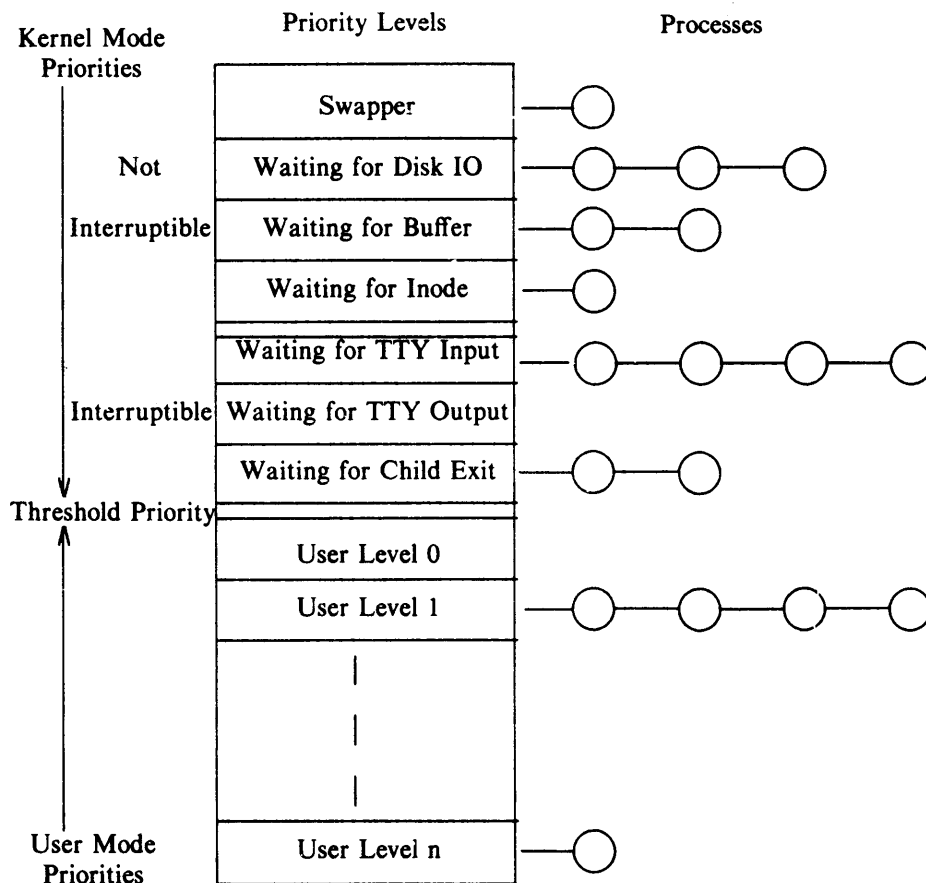 Kernel Mode
Priorities
Priority Levels
Processes
Swapper
Not
Waiting for Disk IO
Interruptible
Waiting for Buffer
Waiting for Inode
Waiting for TTY Input
Interruptible
Waiting for TTY Output
Waiting for Child Exit
Threshold Priority
User Level 0
User Level 1
User Level n
User Mode
Priorities